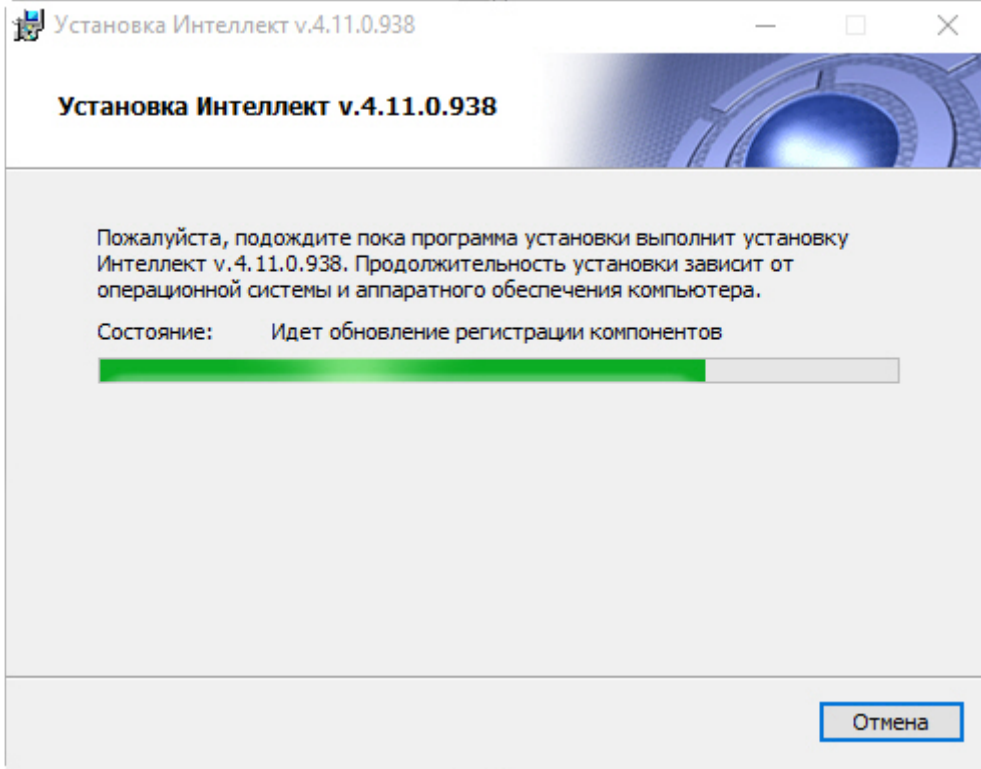 Установка Интеллект v.4.11.0.938
Установка Интеллект v.4.11.0.938
Пожалуйста, подождите пока программа установки выполнит установку
Интеллект v.4.11.0.938. Продолжительность установки зависит от
операционной системы и аппаратного обеспечения компьютера.
Состояние: Идет обновление регистрации компонентов
Отмена